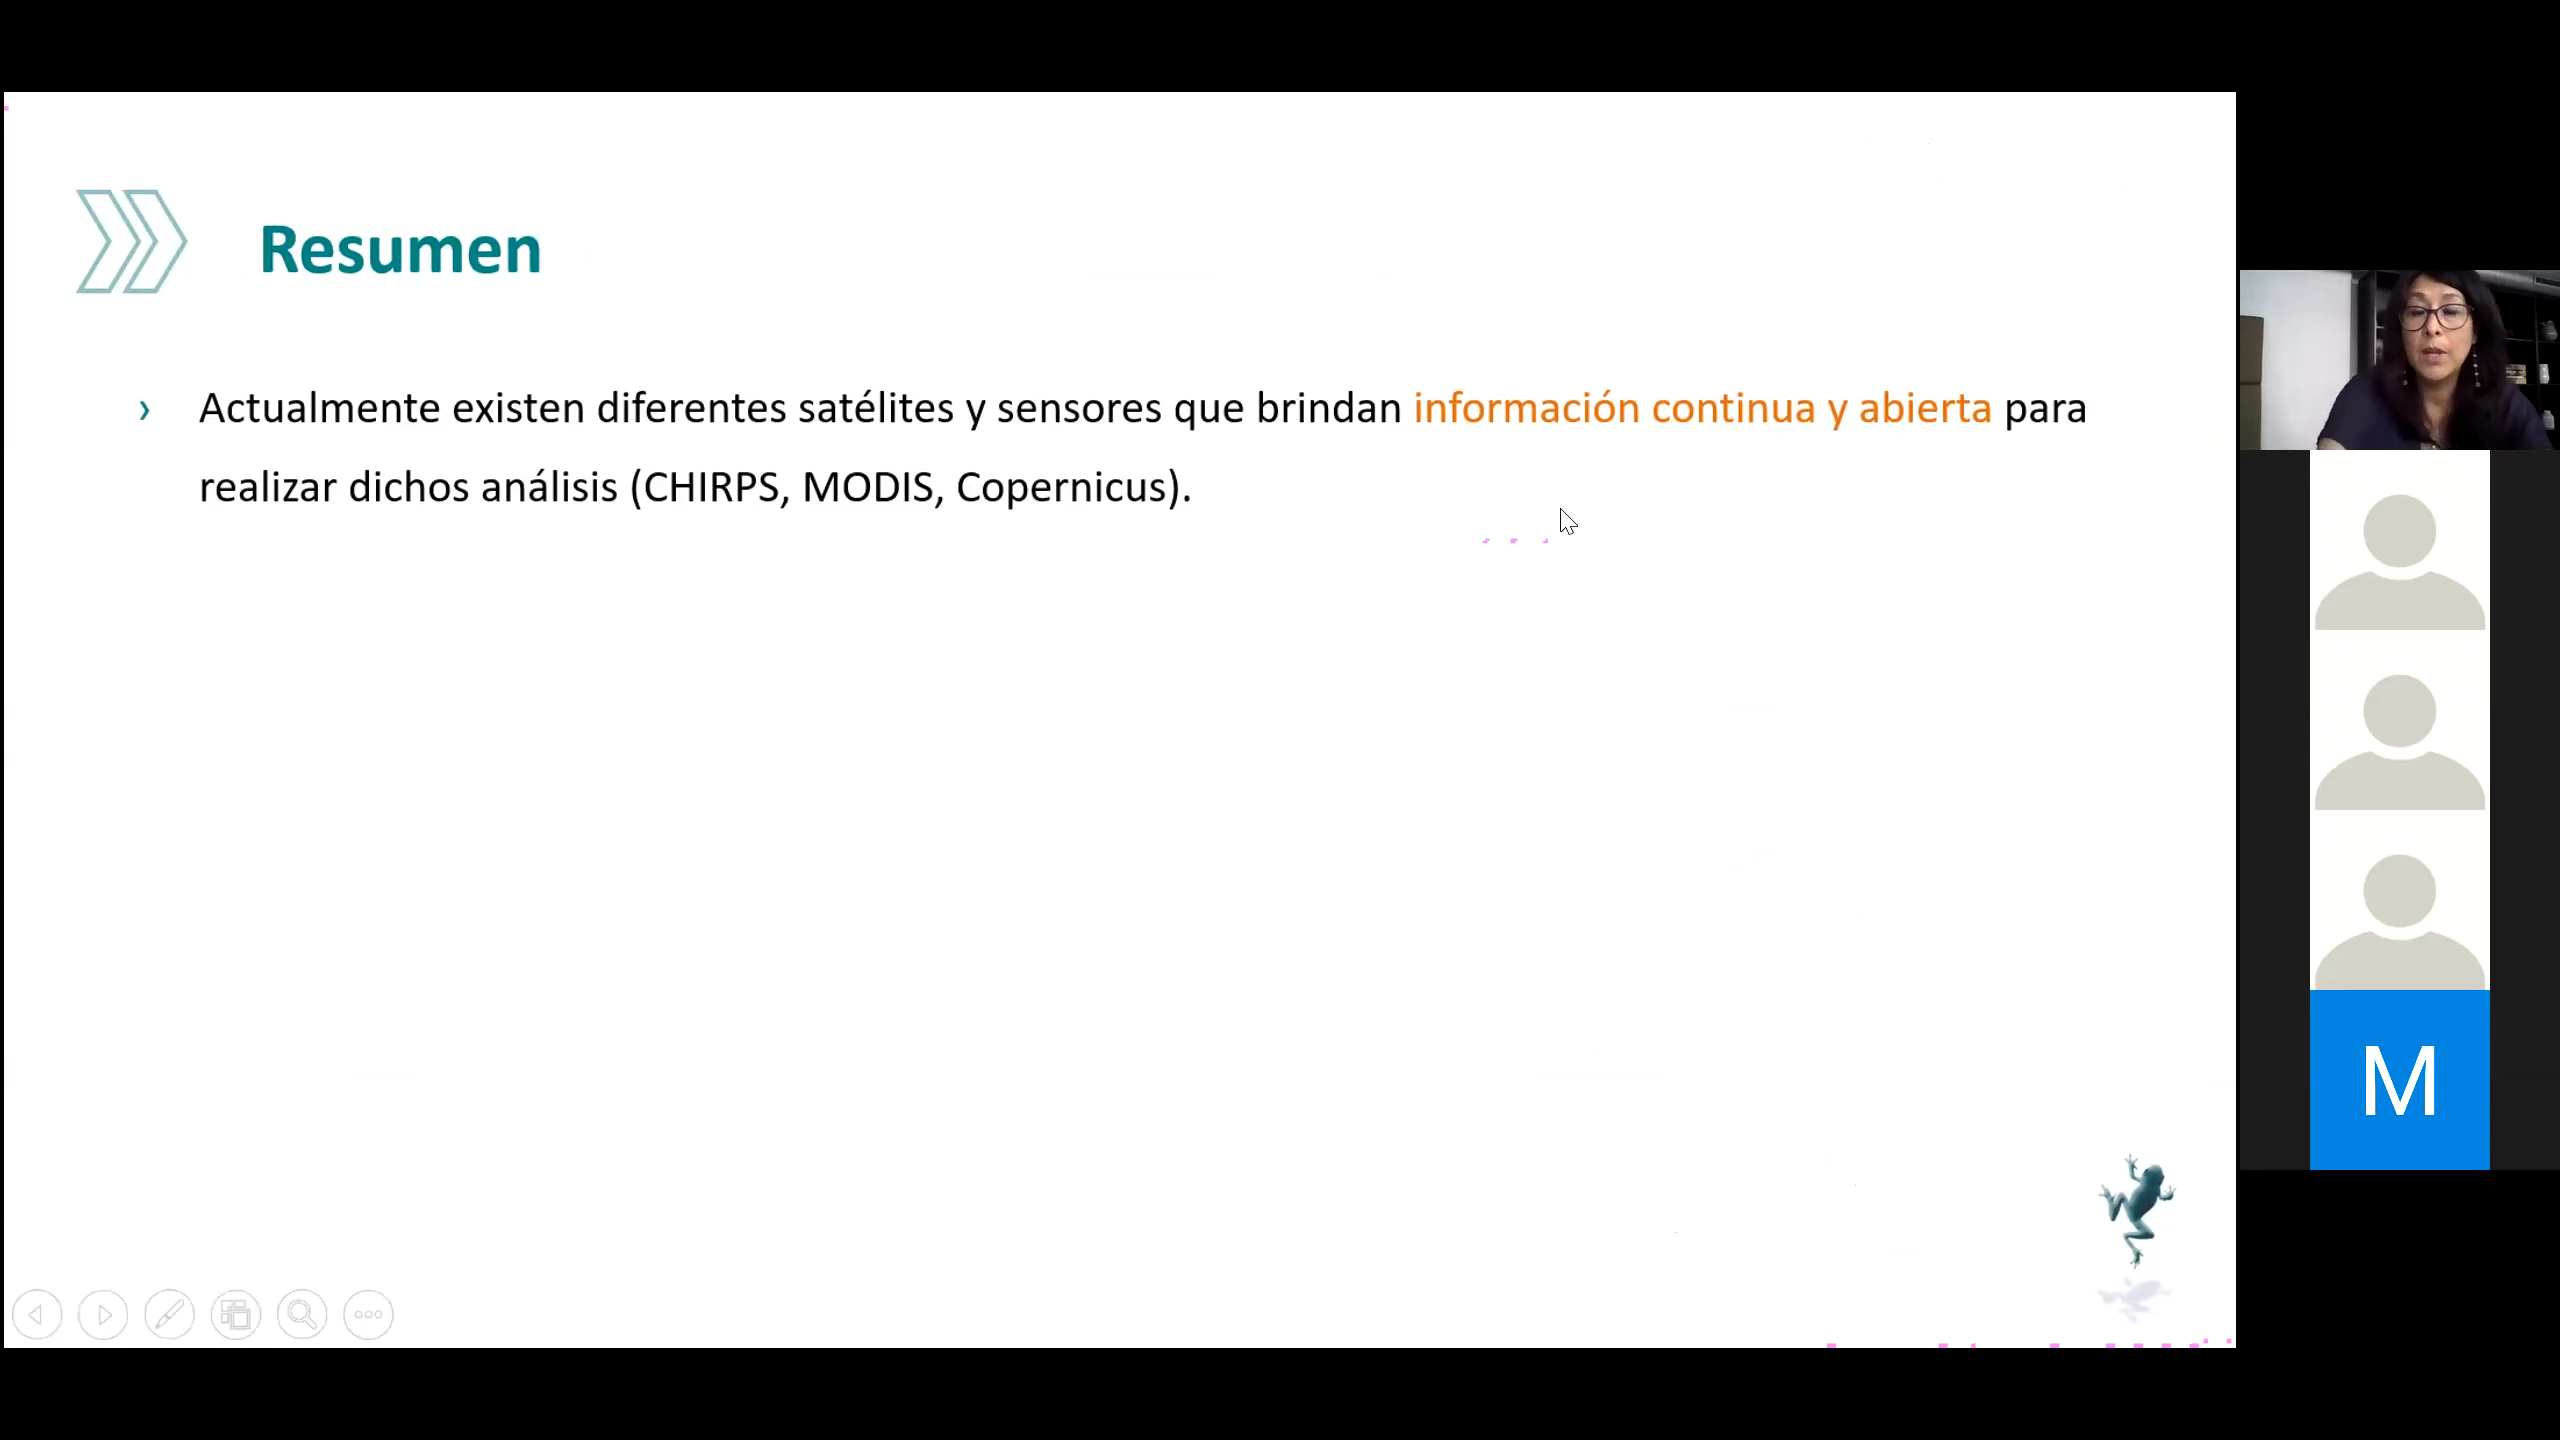 Resumen
› Actualmente existen diferentes satélites y sensores que brindan información continua y abierta para
realizar dichos análisis (CHIRPS, MODIS, Copernicus).
M